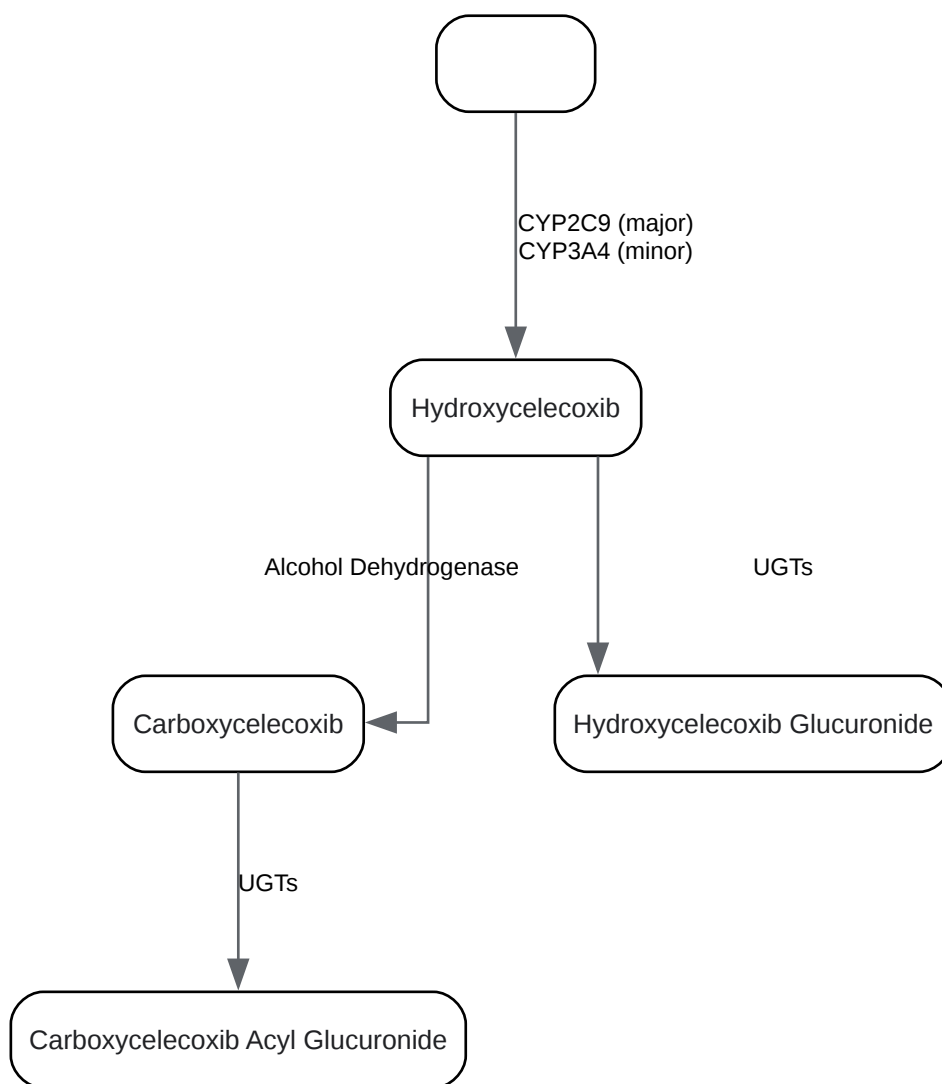 CYP2C9 (major)
CYP3A4 (minor)
Hydroxycelecoxib
Alcohol Dehydrogenase
UGTs
Carboxycelecoxib
Hydroxycelecoxib Glucuronide
UGTs
Carboxycelecoxib Acyl Glucuronide